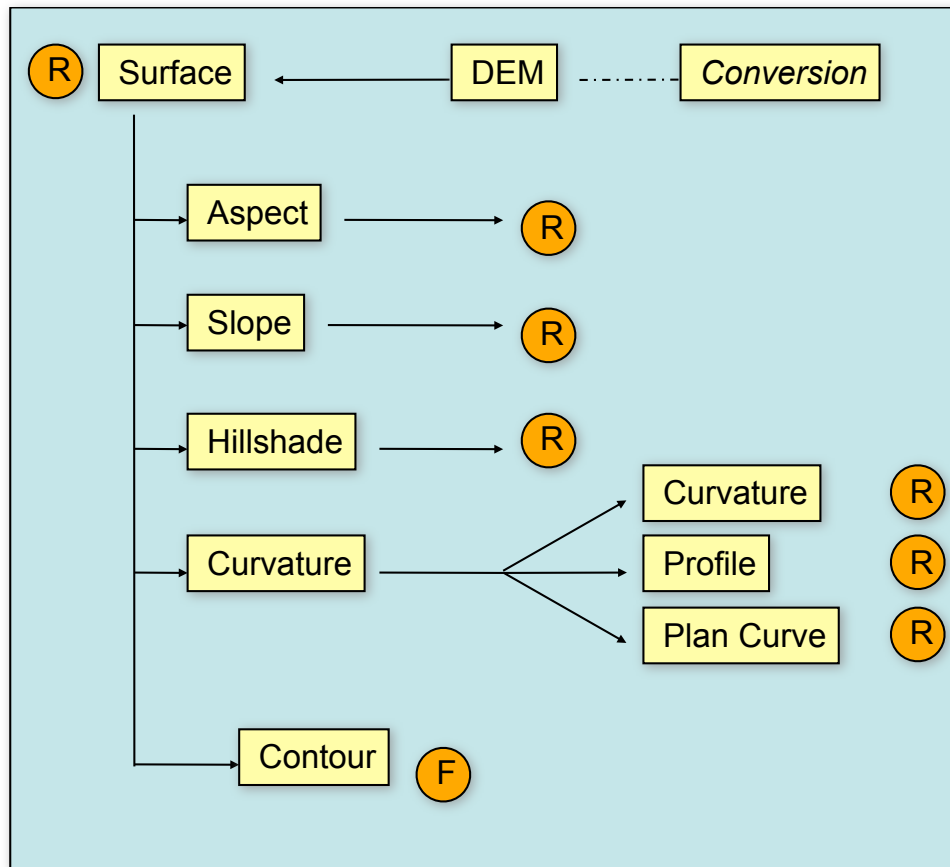 R Surface DEM Conversion
Aspect R
Slope R
Hillshade R
Curvature R
Curvature Profile R
Plan Curve R
Contour F